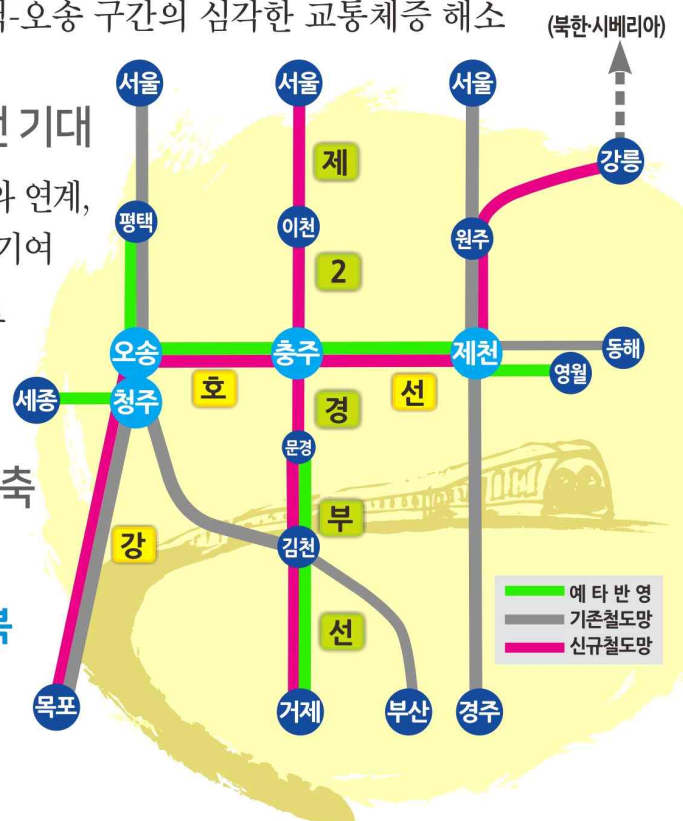 -오송 구간의 심각한 교통체증 해소
(북한·시베리아)
서울
서울
서울
기대
제
강릉
와 연계,
평택
이천
원주
기여
2
오송
충주
제천
동해
영월
세종
청주
호
경
선
문경
축
부
강
김천
예 타 반 영
기존철도망
신규철도망
선
목포
거제
부산
경주